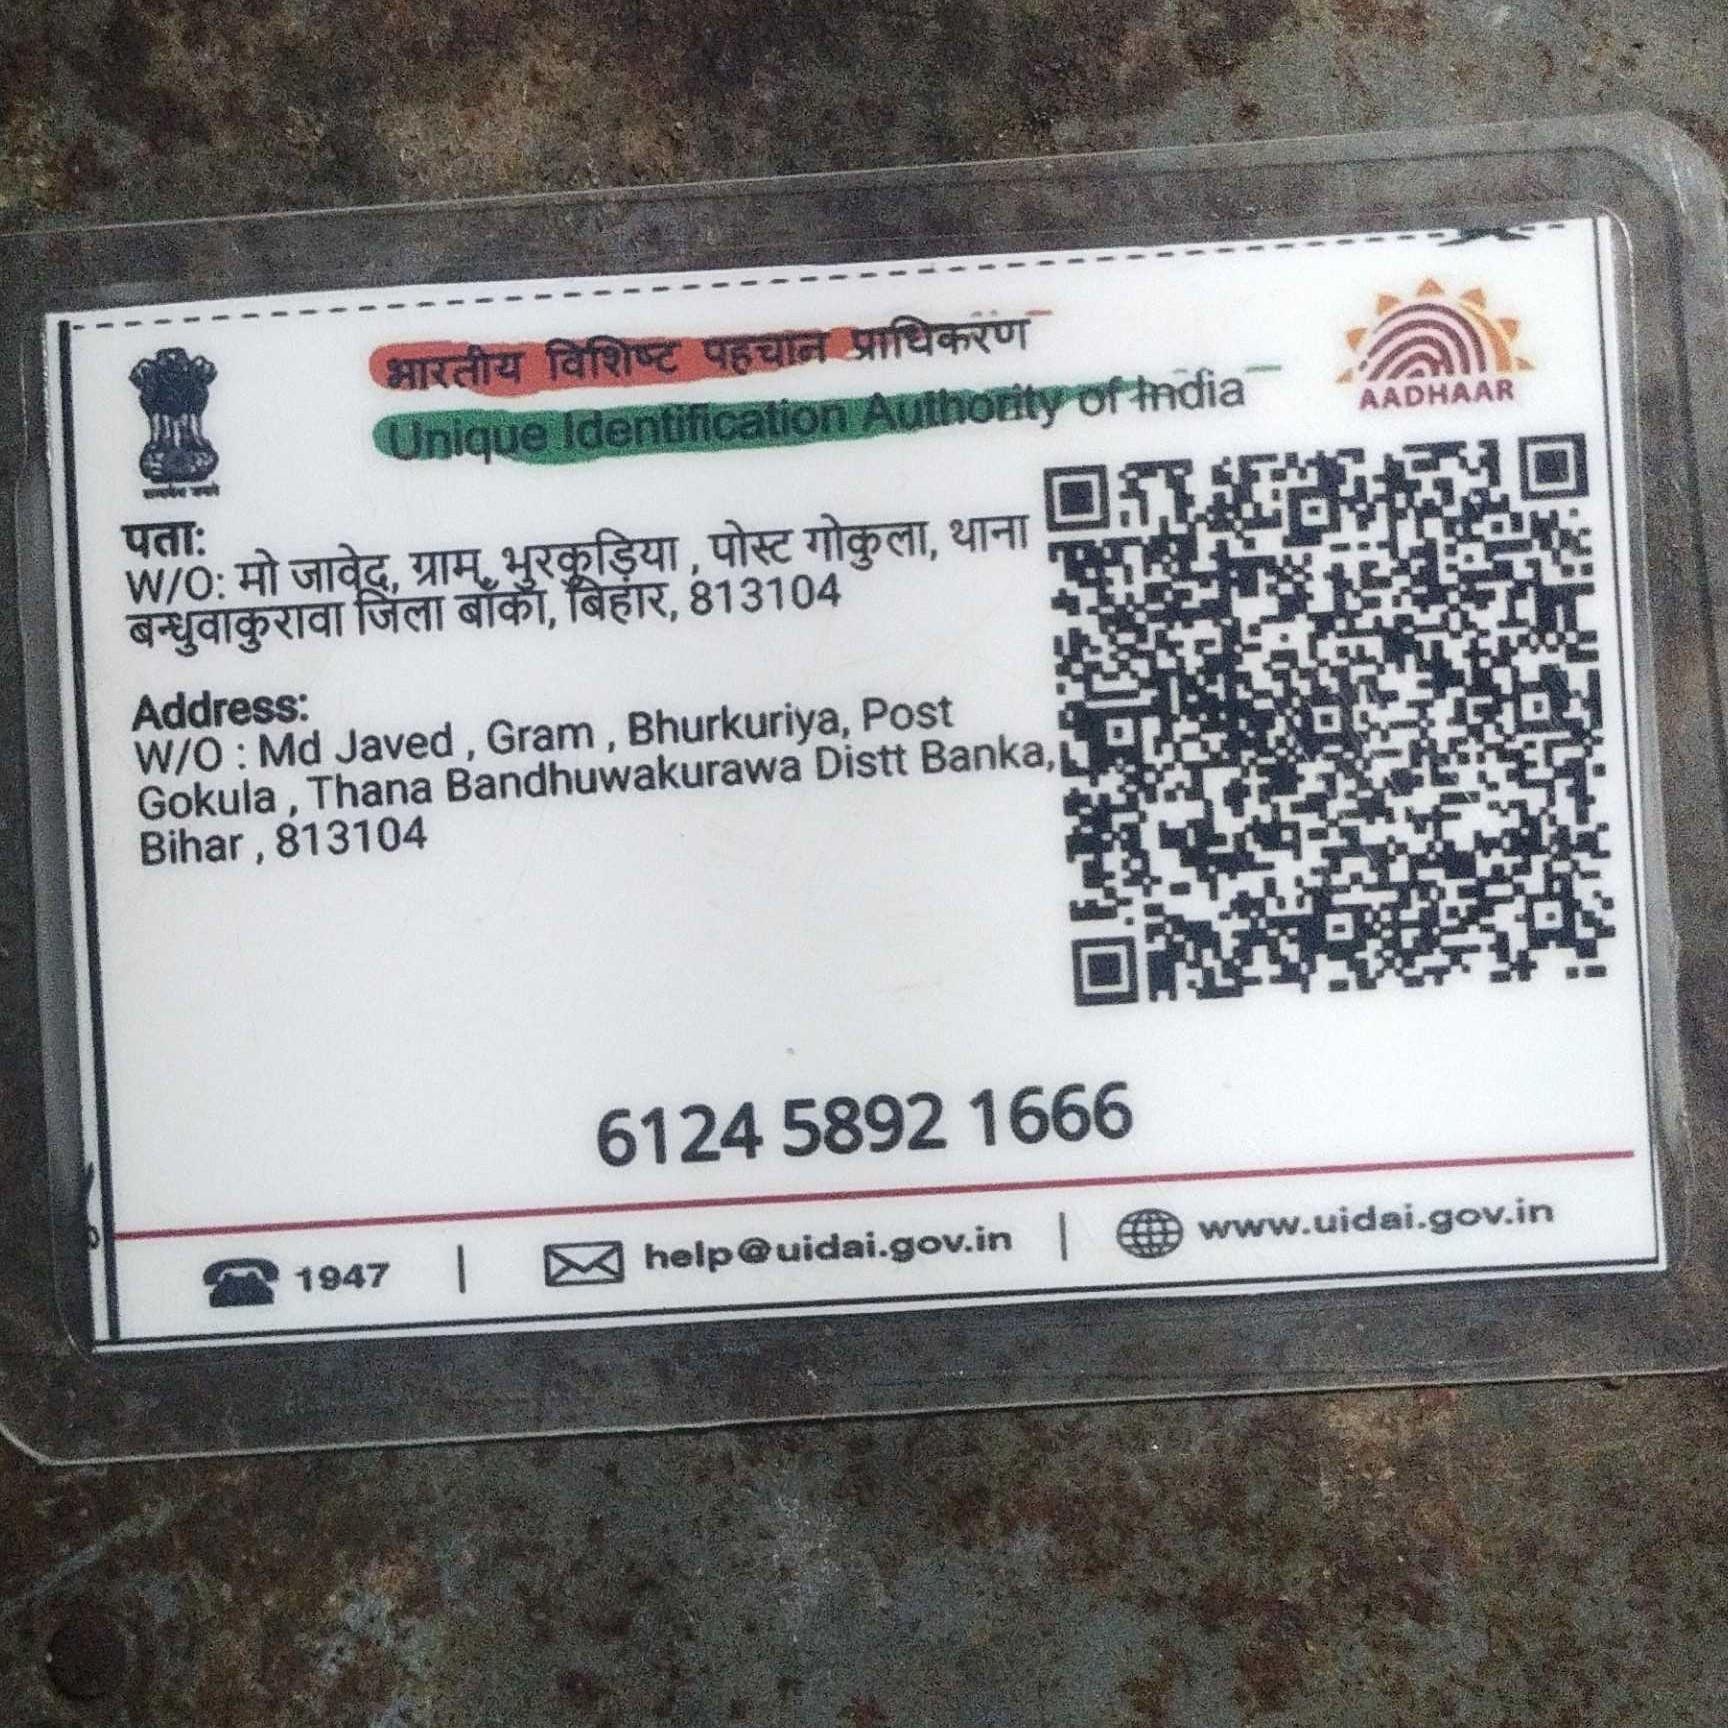 भारतीय विशिष्ट पहचान प्राधिकरण
Unique Identification Authority of India
AADHAAR
पता:
W/O: मो जावेद, ग्राम, भुरकुड़िया , पोस्ट गोकुला, थाना
बन्धुवाकुरावा जिला बाँका, बिहार, 813104
Address:
W/O : Md Javed , Gram , Bhurkuriya, Post
Gokula , Thana Bandhuwakurawa Distt Banka,
Bihar , 813104
6124 5892 1666
1947 | help@uidai.gov.in | www.uidai.gov.in